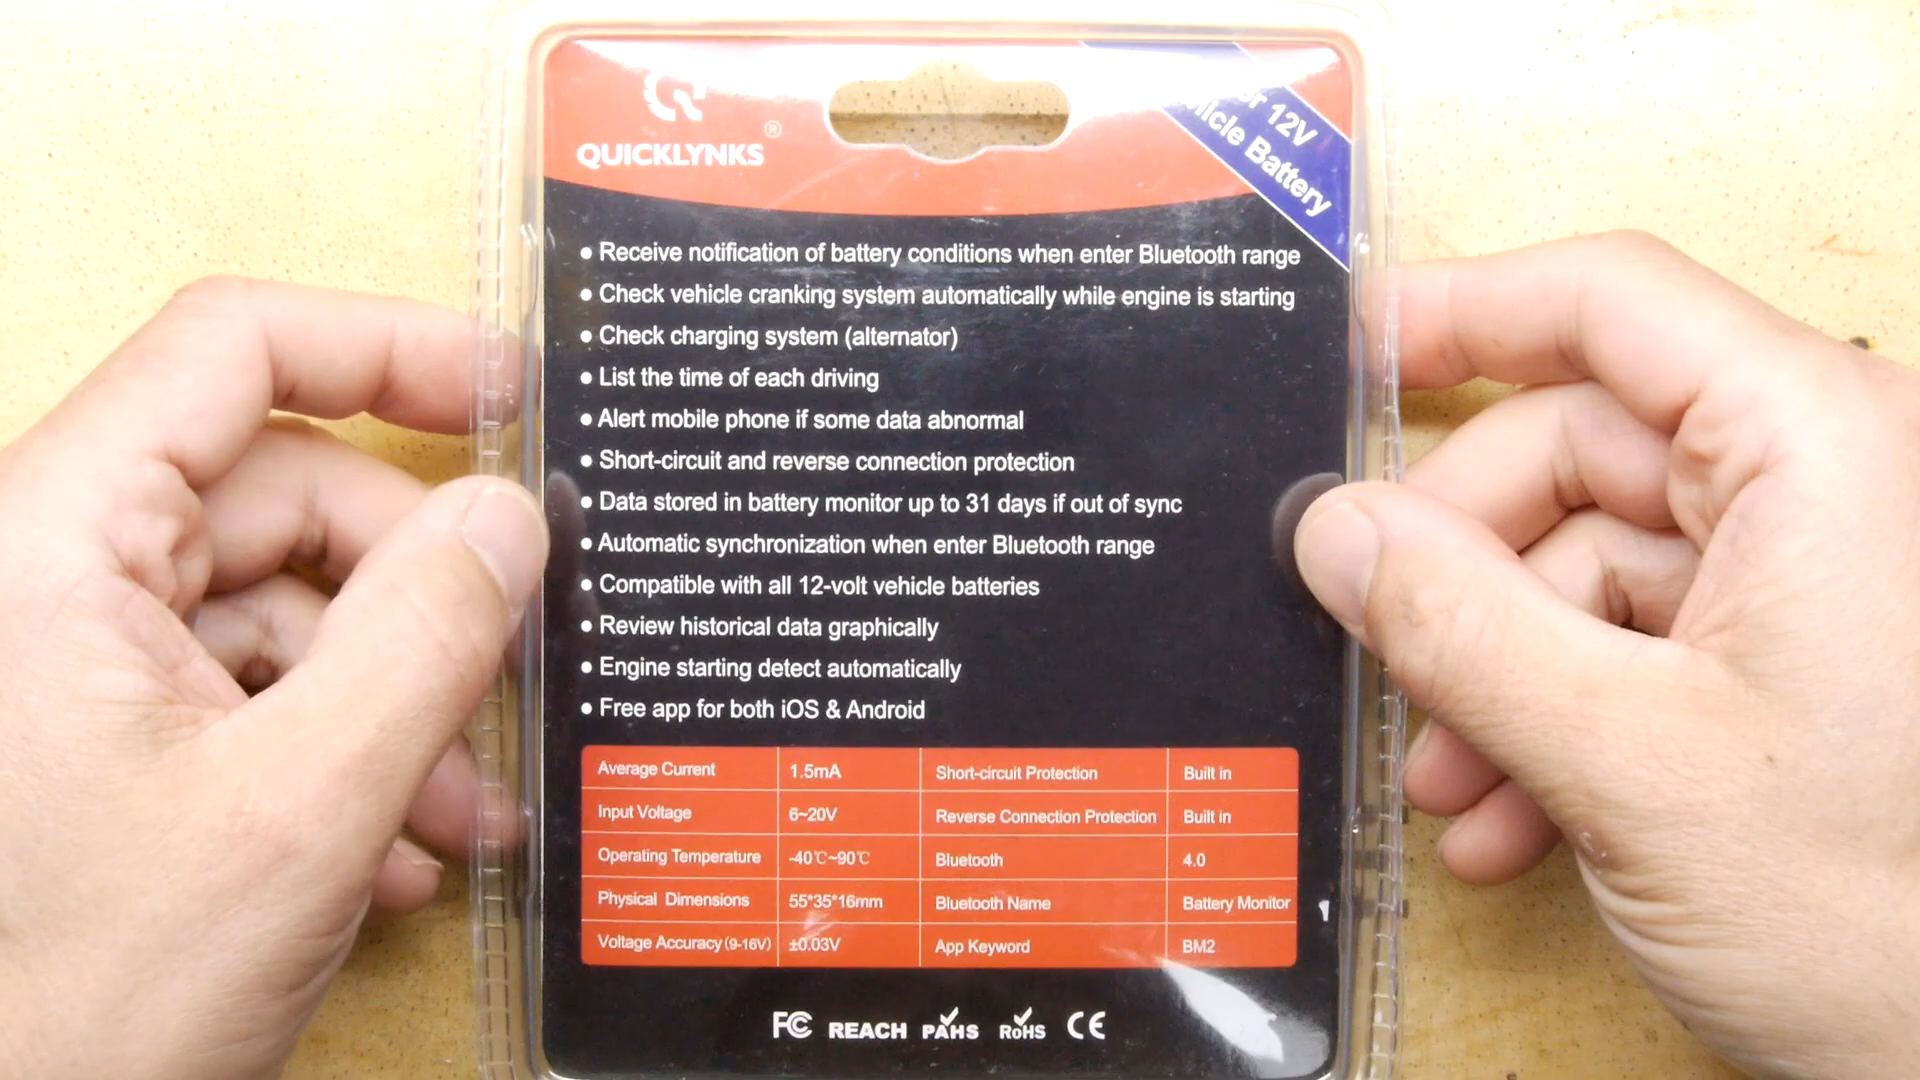 QUICKLYNKS®
12V
Battery
● Receive notification of battery conditions when enter Bluetooth range
● Check vehicle cranking system automatically while engine is starting
● Check charging system (alternator)
● List the time of each driving
● Alert mobile phone if some data abnormal
● Short-circuit and reverse connection protection
● Data stored in battery monitor up to 31 days if out of sync
● Automatic synchronization when enter Bluetooth range
● Compatible with all 12-volt vehicle batteries
● Review historical data graphically
● Engine starting detect automatically
● Free app for both iOS & Android
Average Current 1.5mA Short-circuit Protection Built in
Input Voltage 6~20V Reverse Connection Protection Built in
Operating Temperature -40℃~90℃ Bluetooth 4.0
Physical Dimensions 55*35*16mm Bluetooth Name Battery Monitor
Voltage Accuracy(9-16V) ±0.03V App Keyword BM2
FC REACH PAHS RoHS CE